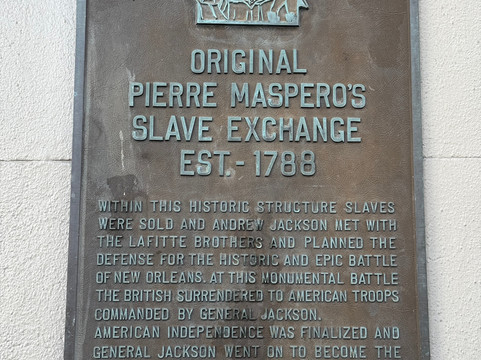 ORIGINAL
PIERRE MASPERO'S
SLAVE EXCHANGE
EST.-1788
WITHIN THIS HISTORIC STRUCTURE SLAVES
WERE SOLD AND ANDREW JACKSON MET WITH
THE LAFITTE BROTHERS AND PLANNED THE
DEFENSE FOR THE HISTORIC AND EPIC BATTLE
OF NEW ORLEANS. AT THIS MONUMENTAL BATTLE
THE BRITISH SURRENDERED TO AMERICAN TROOPS
COMMANDED BY GENERAL JACKSON.
AMERICAN INDEPENDENCE WAS FINALIZED AND
GENERAL JACKSON WENT ON TO BECOME THE